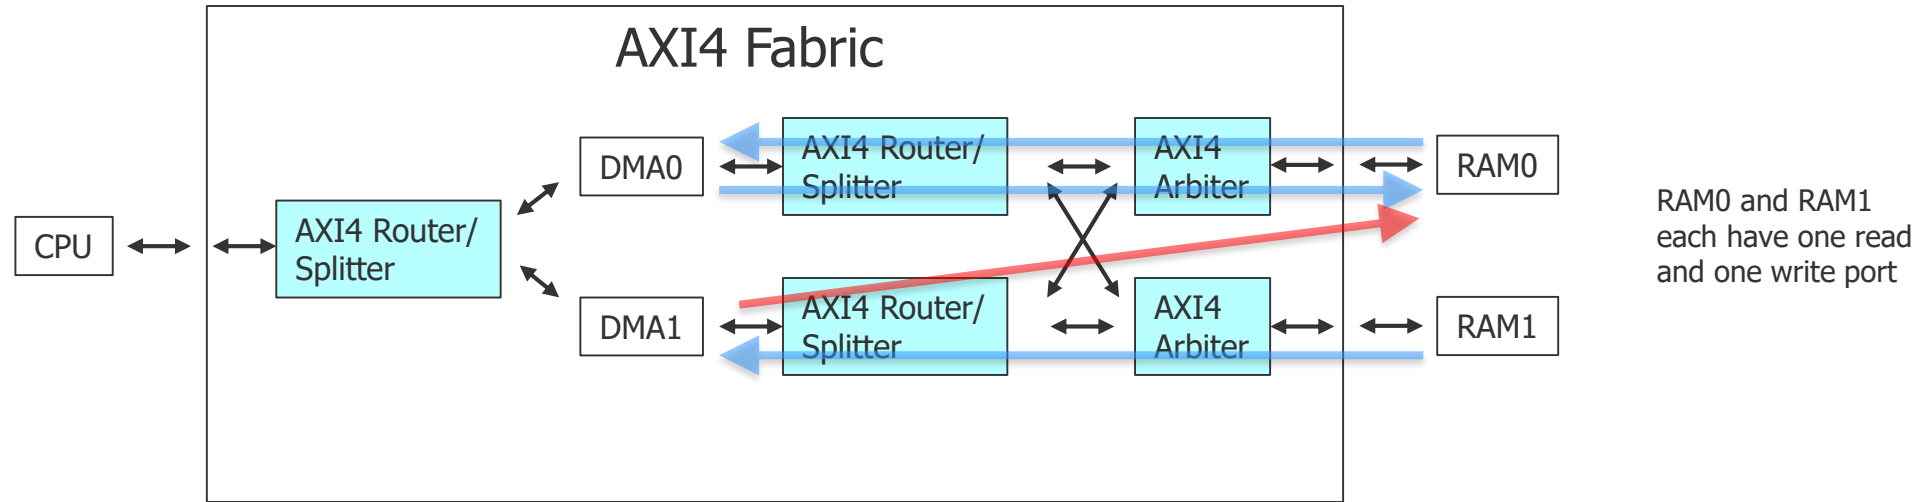 AXI4 Fabric
CPU
AXI4 Router/
Splitter
DMA0
DMA1
AXI4 Router/
Splitter
AXI4
Arbiter
RAM0
AXI4 Router/
Splitter
AXI4
Arbiter
RAM1
RAM0 and RAM1
each have one read
and one write port